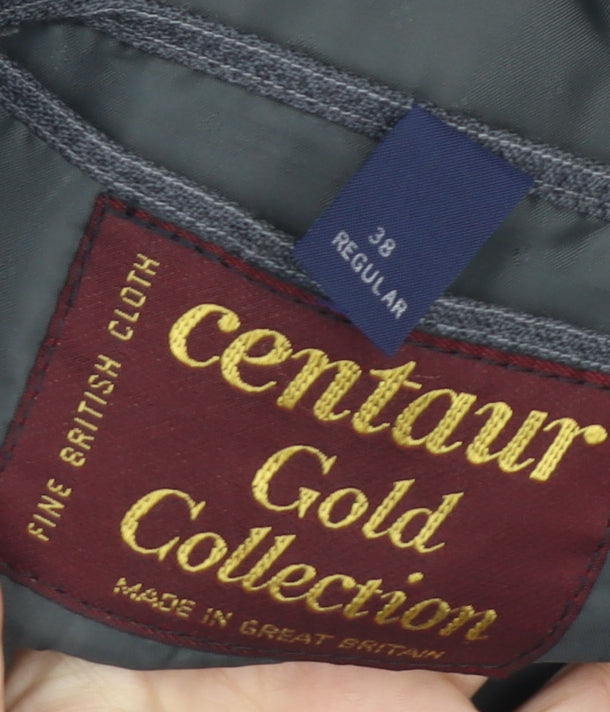 38
REGULAR
FINE BRITISH CLOTH
centaur
Gold
Collection
MADE IN GREAT BRITAIN